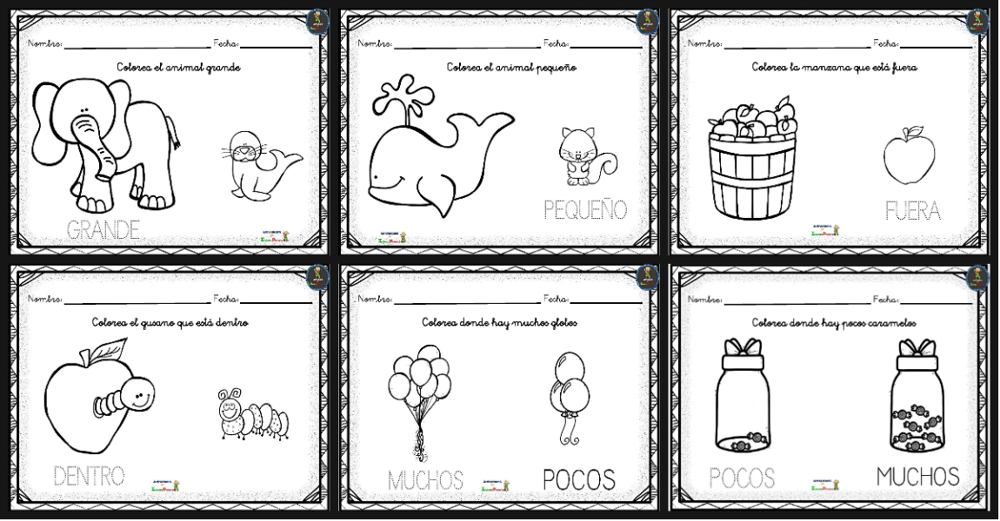 Nombre: Fecha:
Colorea el animal grande
GRANDE
Nombre: Fecha:
Colorea el animal pequeño
PEQUEÑO
Nombre: Fecha:
Colorea la manzana que está fuera
FUERA
Nombre: Fecha:
Colorea el gusano que está dentro
DENTRO
Nombre: Fecha:
Colorea donde hay muchos globos
MUCHOS POCOS
Nombre: Fecha:
Colorea donde hay pocos caramelos
POCOS MUCHOS